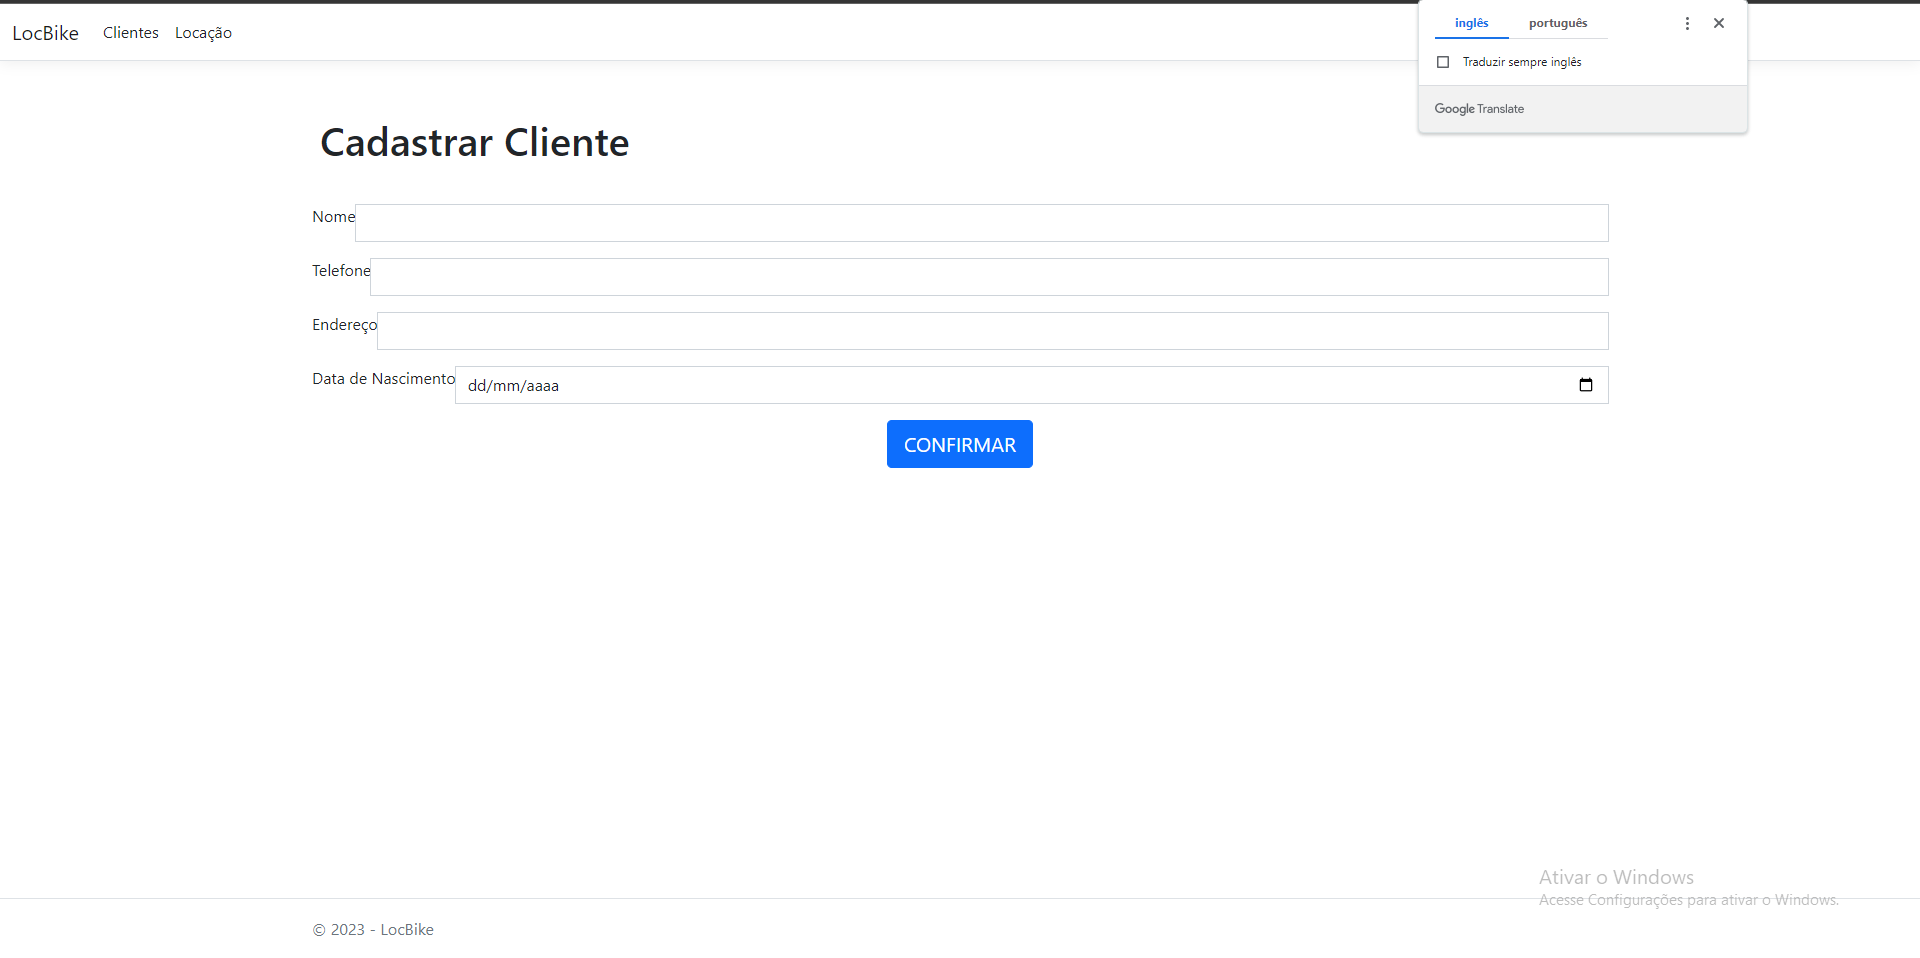 LocBike Clientes Locação
inglês português
Traduzir sempre inglês
Google Translate
Cadastrar Cliente
Nome
Telefone
Endereço
Data de Nascimento dd/mm/aaaa
CONFIRMAR
Ativar o Windows
Acesse Configurações para ativar o Windows.
© 2023 - LocBike